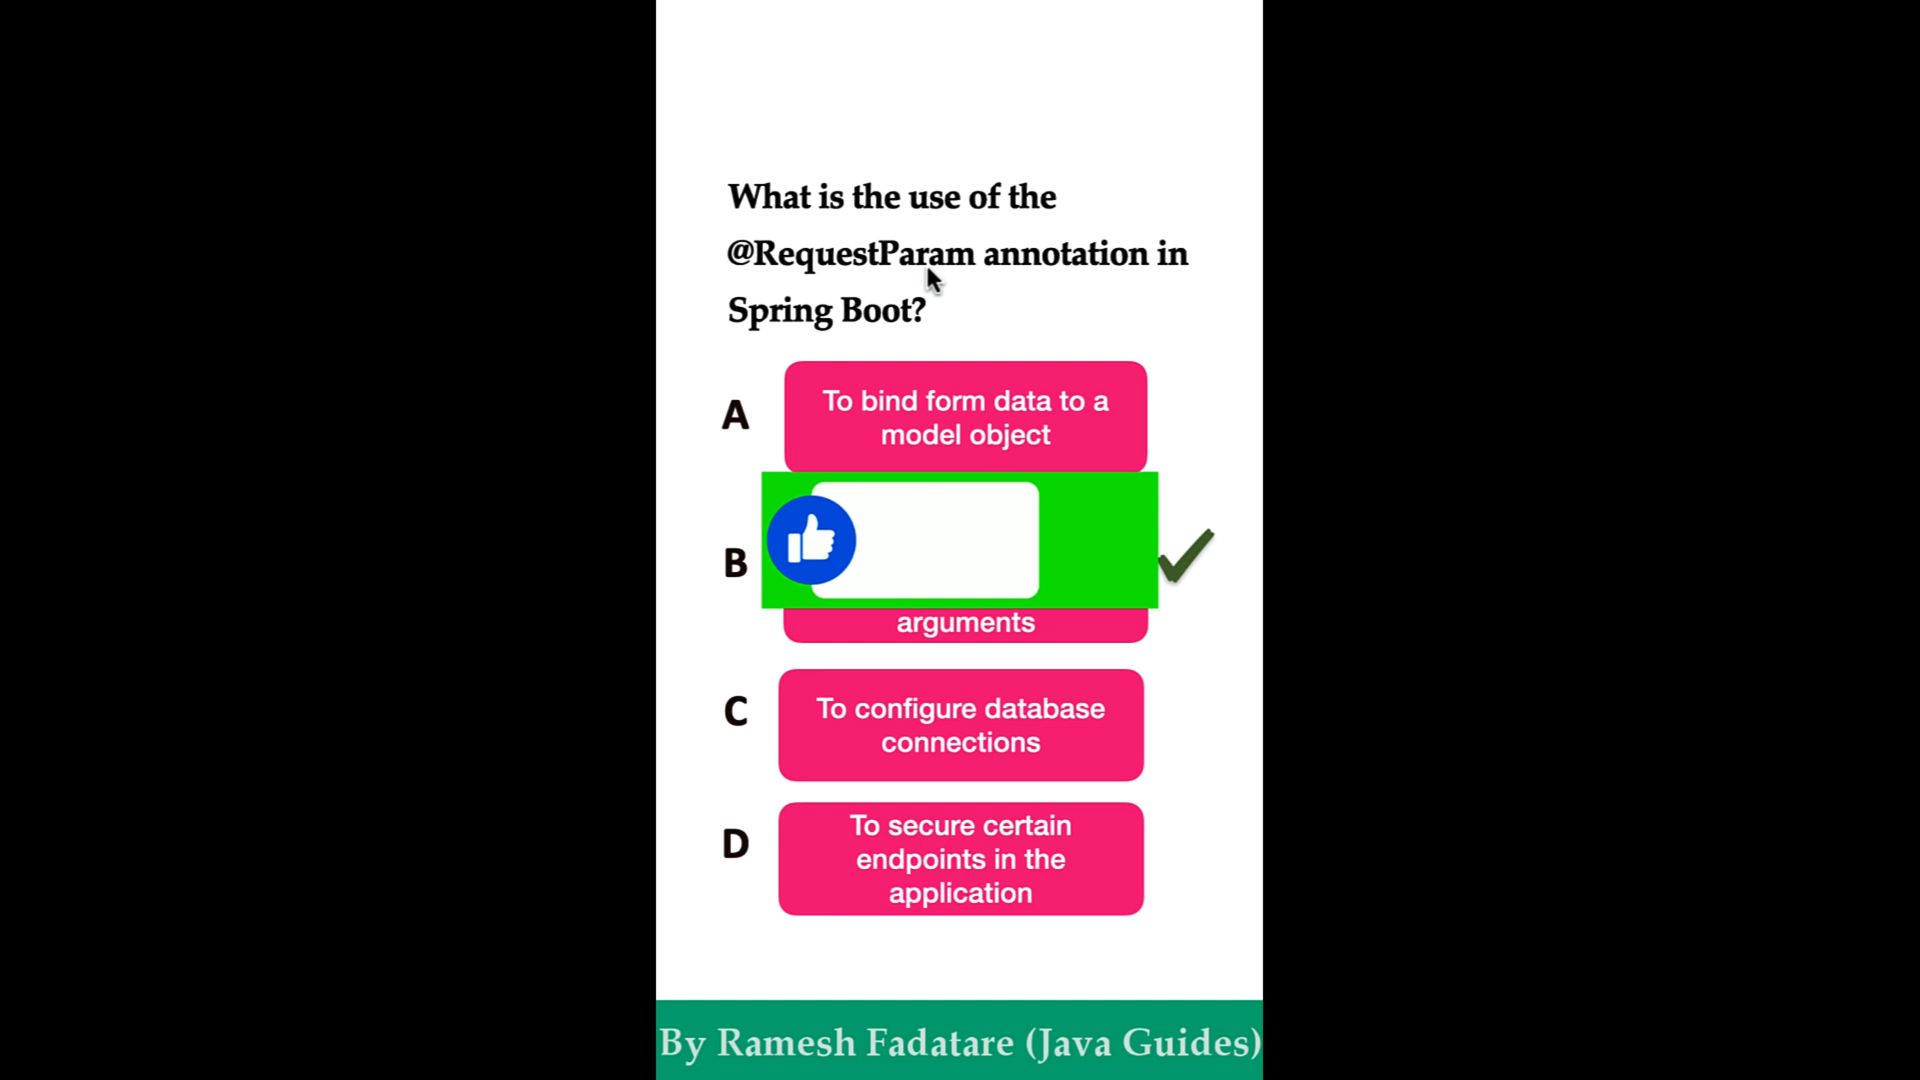 What is the use of the
@RequestParam annotation in
Spring Boot?
A
To bind form data to a
model object
B
arguments
C
To configure database
connections
D
To secure certain
endpoints in the
application
By Ramesh Fadatare (Java Guides)